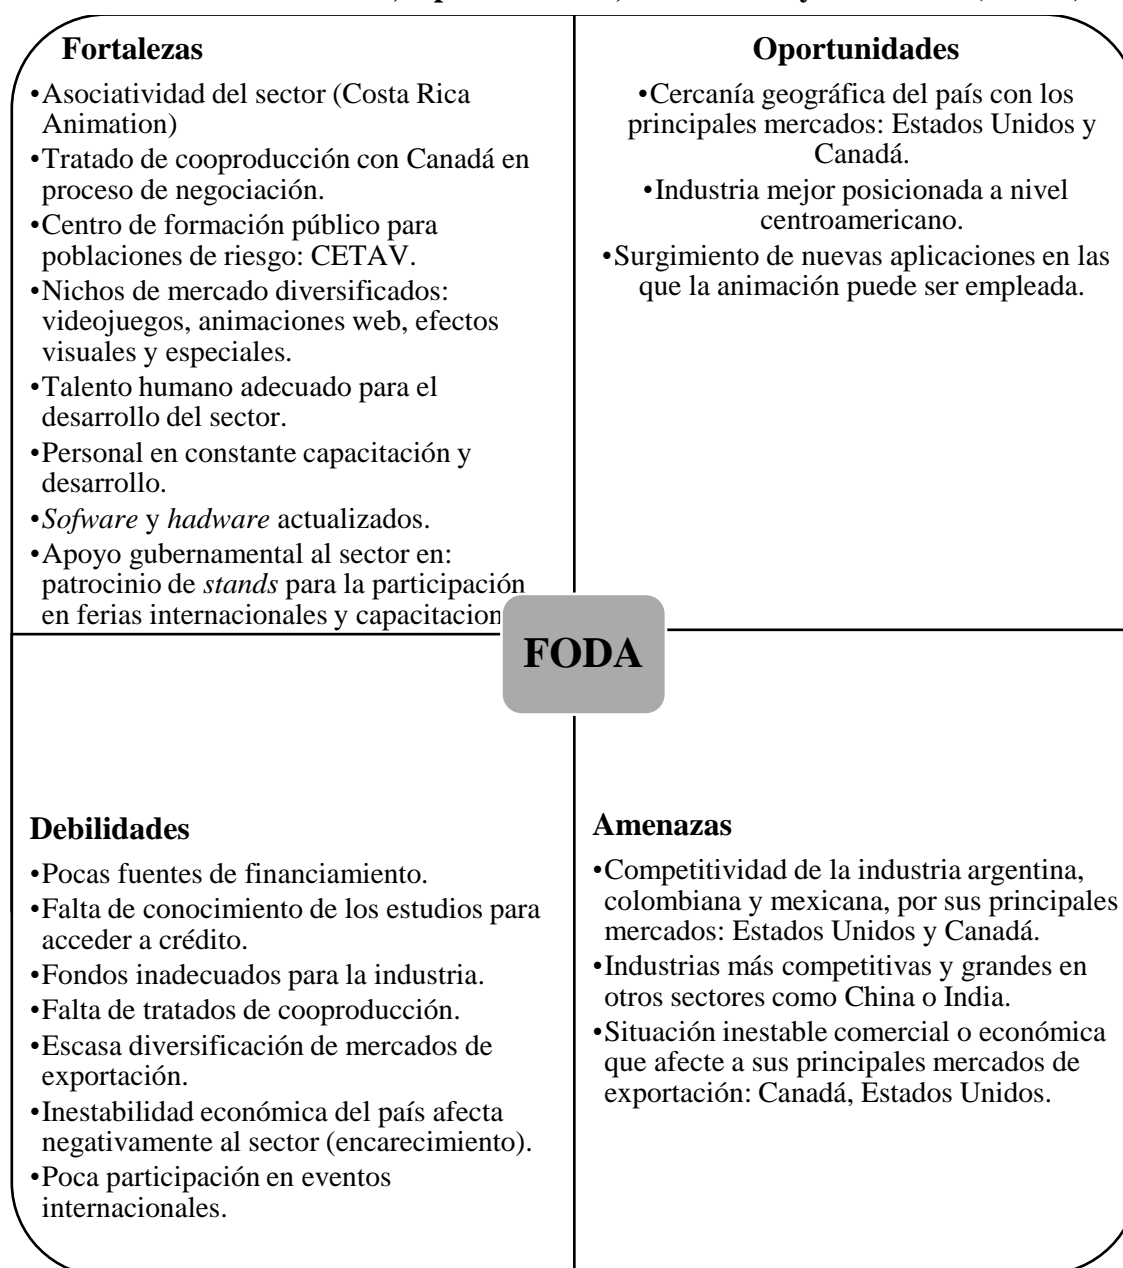 Fortalezas
•Asociatividad del sector (Costa Rica
Animation)
•Tratado de cooproducción con Canadá en
proceso de negociación.
•Centro de formación público para
poblaciones de riesgo: CETAV.
•Nichos de mercado diversificados:
videojuegos, animaciones web, efectos
visuales y especiales.
•Talento humano adecuado para el
desarrollo del sector.
•Personal en constante capacitación y
desarrollo.
•Sofware y hadware actualizados.
•Apoyo gubernamental al sector en:
patrocinio de stands para la participación
en ferias internacionales y capacitacion
Oportunidades
•Cercanía geográfica del país con los
principales mercados: Estados Unidos y
Canadá.
•Industria mejor posicionada a nivel
centroamericano.
•Surgimiento de nuevas aplicaciones en las
que la animación puede ser empleada.
FODA
Debilidades
•Pocas fuentes de financiamiento.
•Falta de conocimiento de los estudios para
acceder a crédito.
•Fondos inadecuados para la industria.
•Falta de tratados de cooproducción.
•Escasa diversificación de mercados de
exportación.
•Inestabilidad económica del país afecta
negativamente al sector (encarecimiento).
•Poca participación en eventos
internacionales.
Amenazas
•Competitividad de la industria argentina,
colombiana y mexicana, por sus principales
mercados: Estados Unidos y Canadá.
•Industrias más competitivas y grandes en
otros sectores como China o India.
•Situación inestable comercial o económica
que afecte a sus principales mercados de
exportación: Canadá, Estados Unidos.